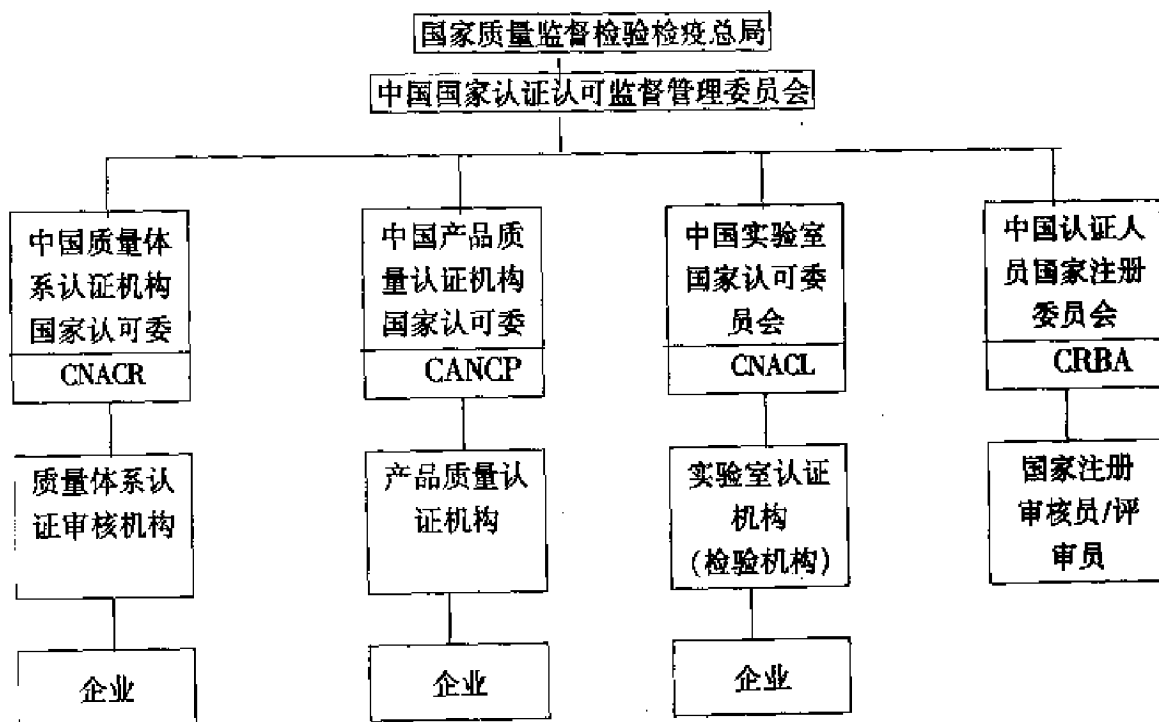 国家质量监督检验检疫总局
中国国家认证认可监督管理委员会
中国质量体
系认证机构
国家认可委
CNACR
中国产品质
量认证机构
国家认可委
CANCP
中国实验室
国家认可委
员会
CNACL
中国认证人
员国家注册
委员会
CRBA
质量体系认
证审核机构
产品质量认
证机构
实验室认证
机构
(检验机构)
国家注册
审核员/评
审员
企业
企业
企业